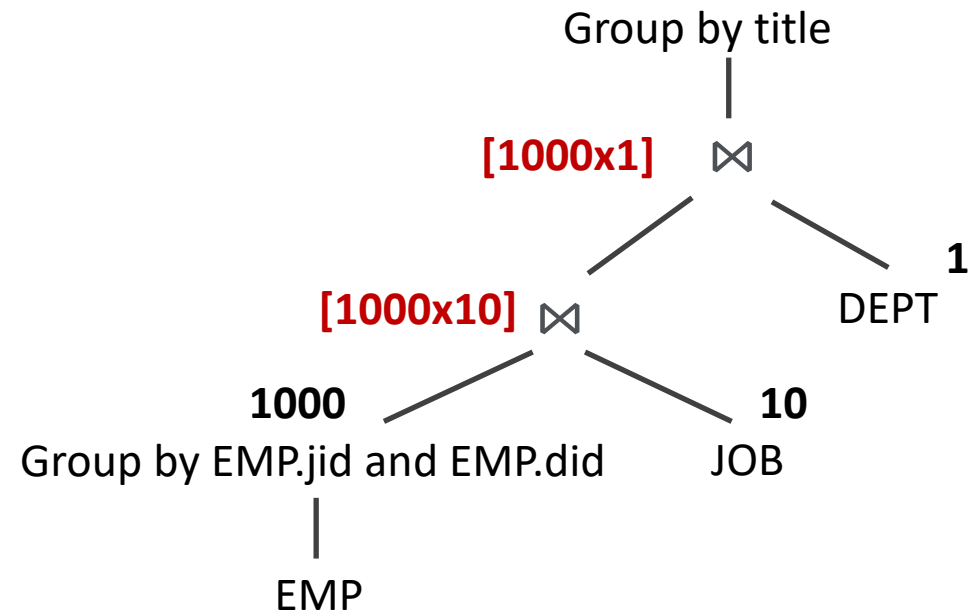 Group by title
[1000x1] ⋈
1
DEPT
[1000x10] ⋈
1000
10
Group by EMP.jid and EMP.did
JOB
EMP